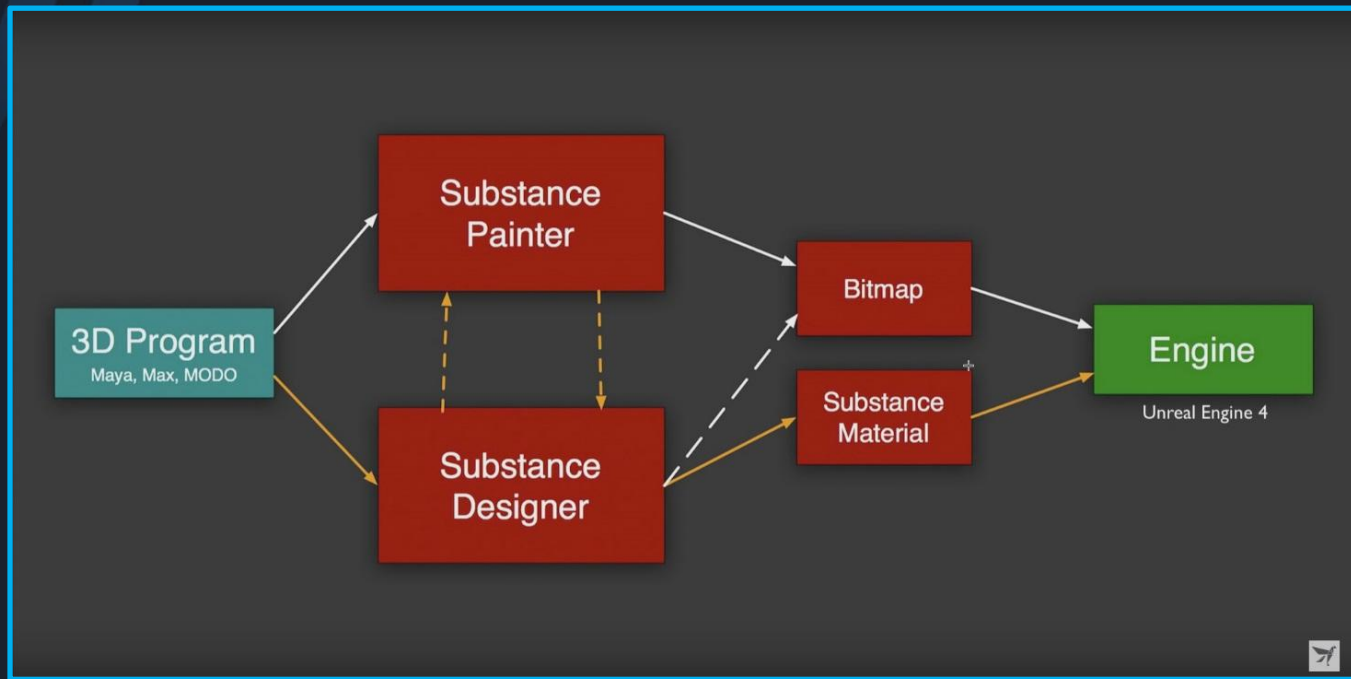 Substance
Painter
3D Program
Maya, Max, MODO
Substance
Designer
Bitmap
Substance
Material
Engine
Unreal Engine 4